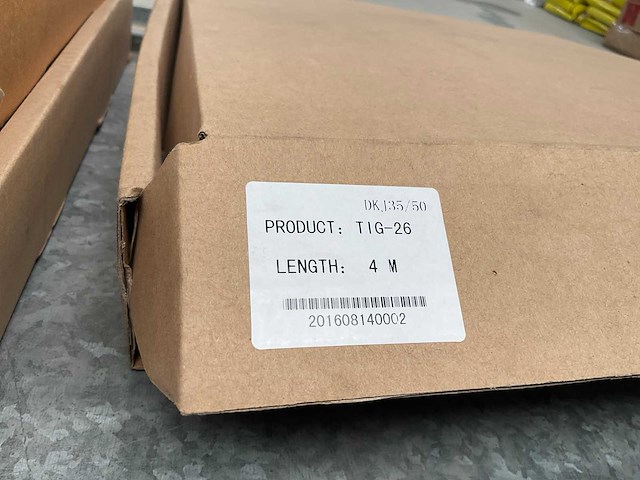 DKJ35/50
PRODUCT: TIG-26
LENGTH: 4 M
201608140002